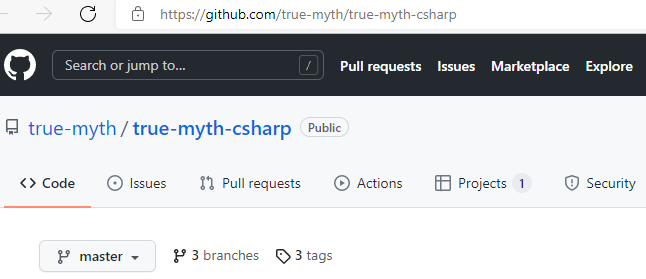 https://github.com/true-myth/true-myth-csharp
Search or jump to... / Pull requests Issues Marketplace Explore
true-myth / true-myth-csharp Public
<> Code Issues Pull requests Actions Projects 1 Security
master 3 branches 3 tags